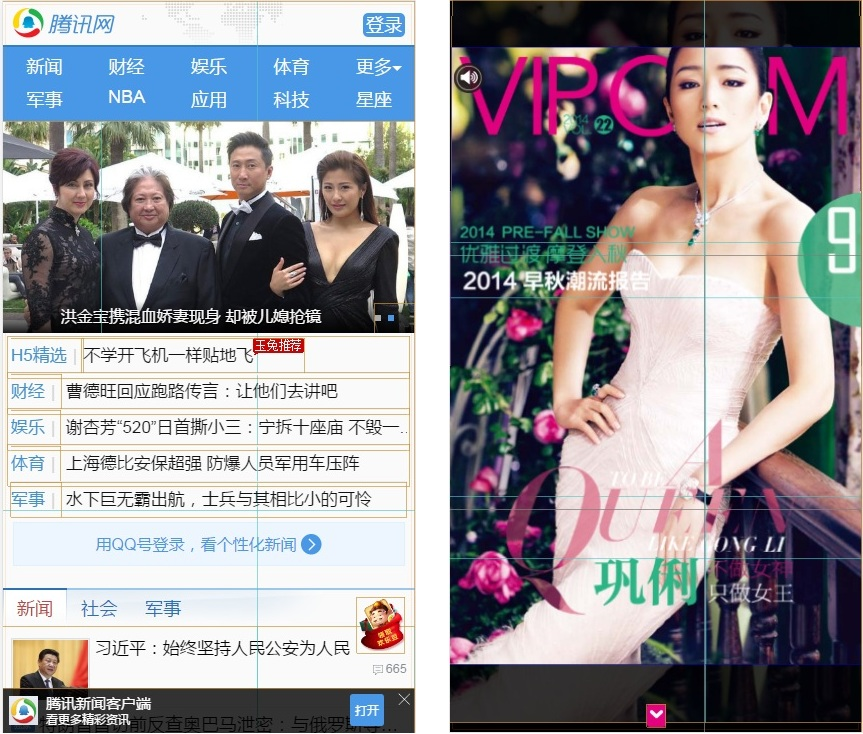 腾讯网
登录
新闻 财经 娱乐 体育 更多
军事 NBA 应用 科技 星座
洪金宝携混血娇妻现身 却被儿媳抢镜
H5精选 | 不学开飞机一样贴地飞 玉兔推荐
财经 | 曹德旺回应跑路传言：让他们去讲吧
娱乐 | 谢杏芳“520”日首撕小三：宁拆十座庙 不毁一...
体育 | 上海德比安保超强 防爆人员军用车压阵
军事 | 水下巨无霸出航，士兵与其相比小的可怜
用QQ号登录，看个性化新闻
新闻 社会 军事
习近平：始终坚持人民公安为人民
665
腾讯新闻客户端
看更多精彩资讯
打开
前反查奥巴马泄密：与俄罗斯
VIPCOM
2014
VOL. 22
9
2014 PRE-FALL SHOW
优雅过渡 摩登入秋
2014 早秋潮流报告
TO BE
A
QUEEN
LIKE GONG LI
巩俐
不做女神
只做女王